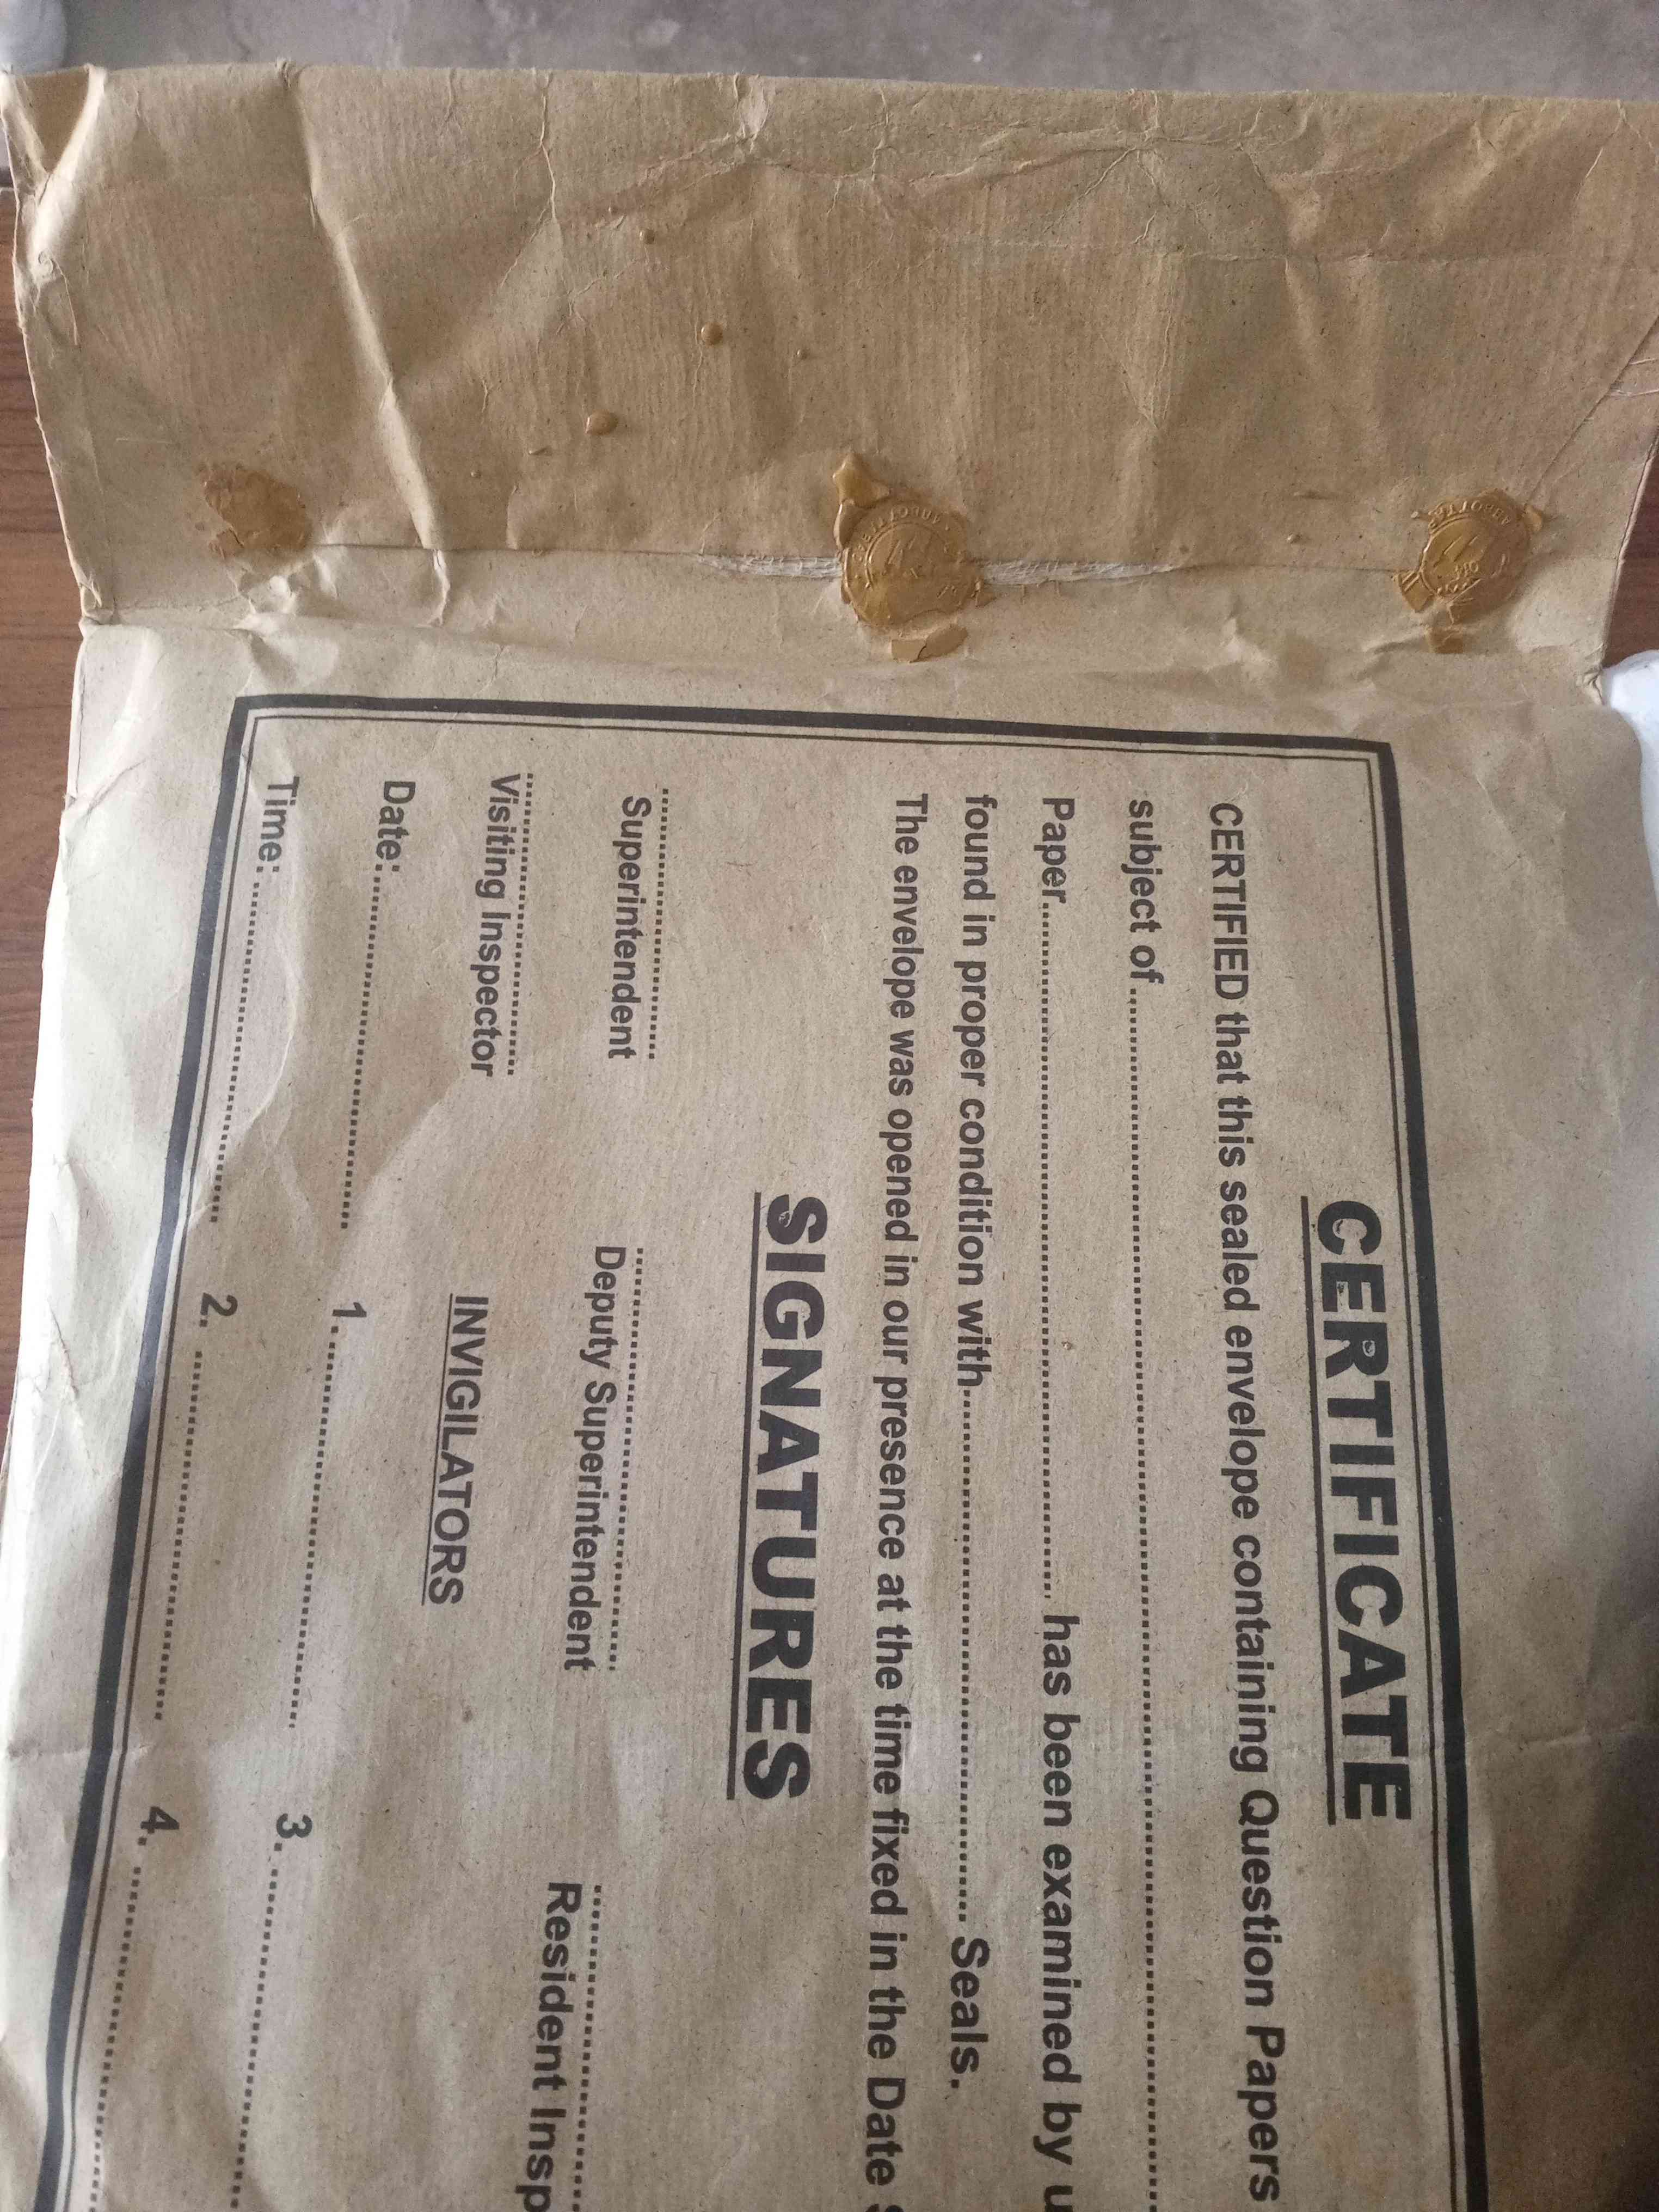 CERTIFICATE
CERTIFIED that this sealed envelope containing Question Papers
subject of
Paper has been examined by
found in proper condition with Seals.
The envelope was opened in our presence at the time fixed in the Date
SIGNATURES
Superintendent Deputy Superintendent Resident Insp
Visiting Inspector
INVIGILATORS
Date: 1. 3.
Time: 2. 4.